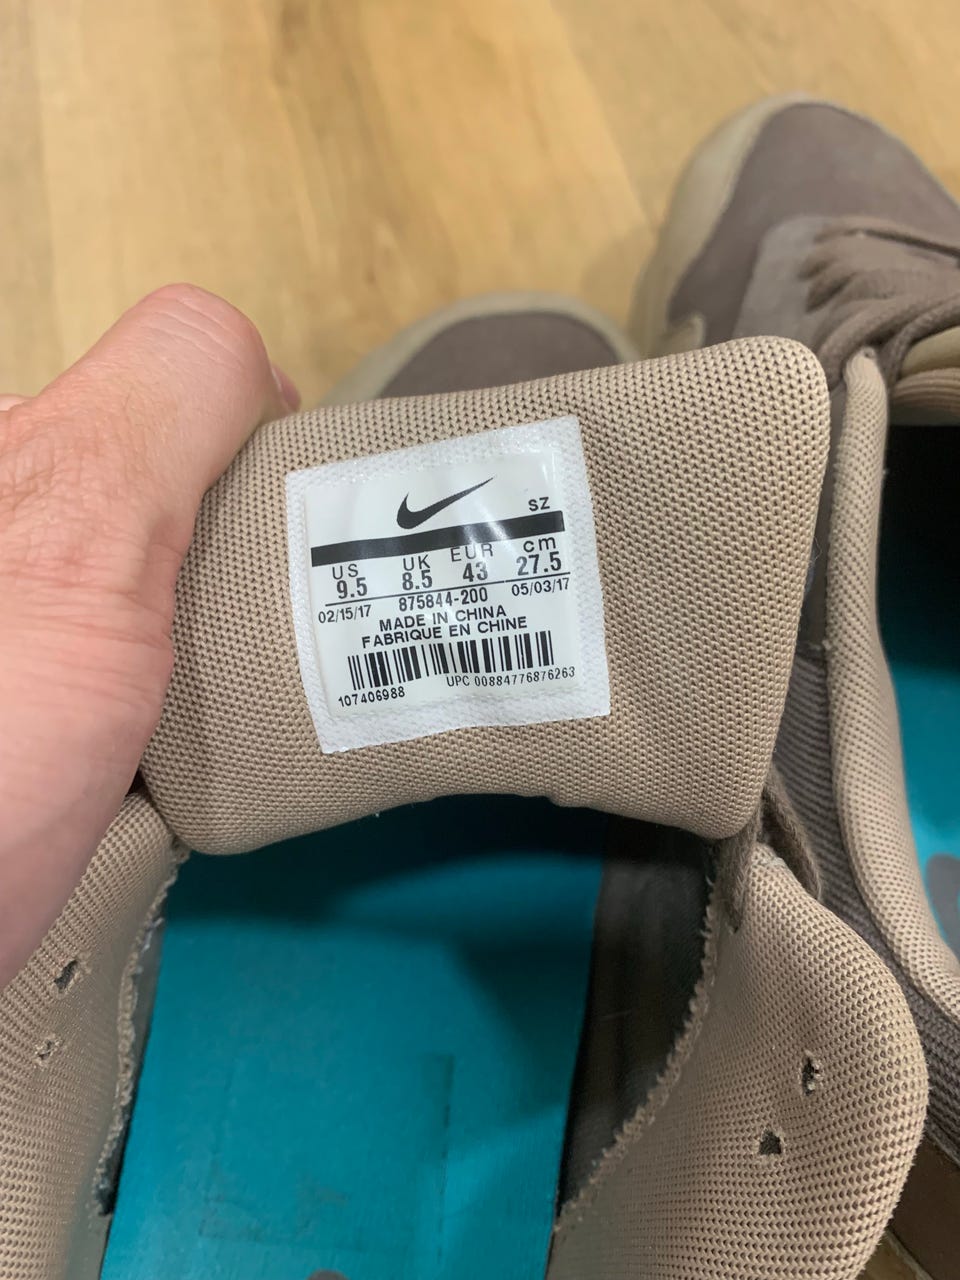 SZ
US UK EUR cm
9.5 8.5 43 27.5
02/15/17 875844-200 05/03/17
MADE IN CHINA
FABRIQUE EN CHINE
107406988 UPC 00884776876263